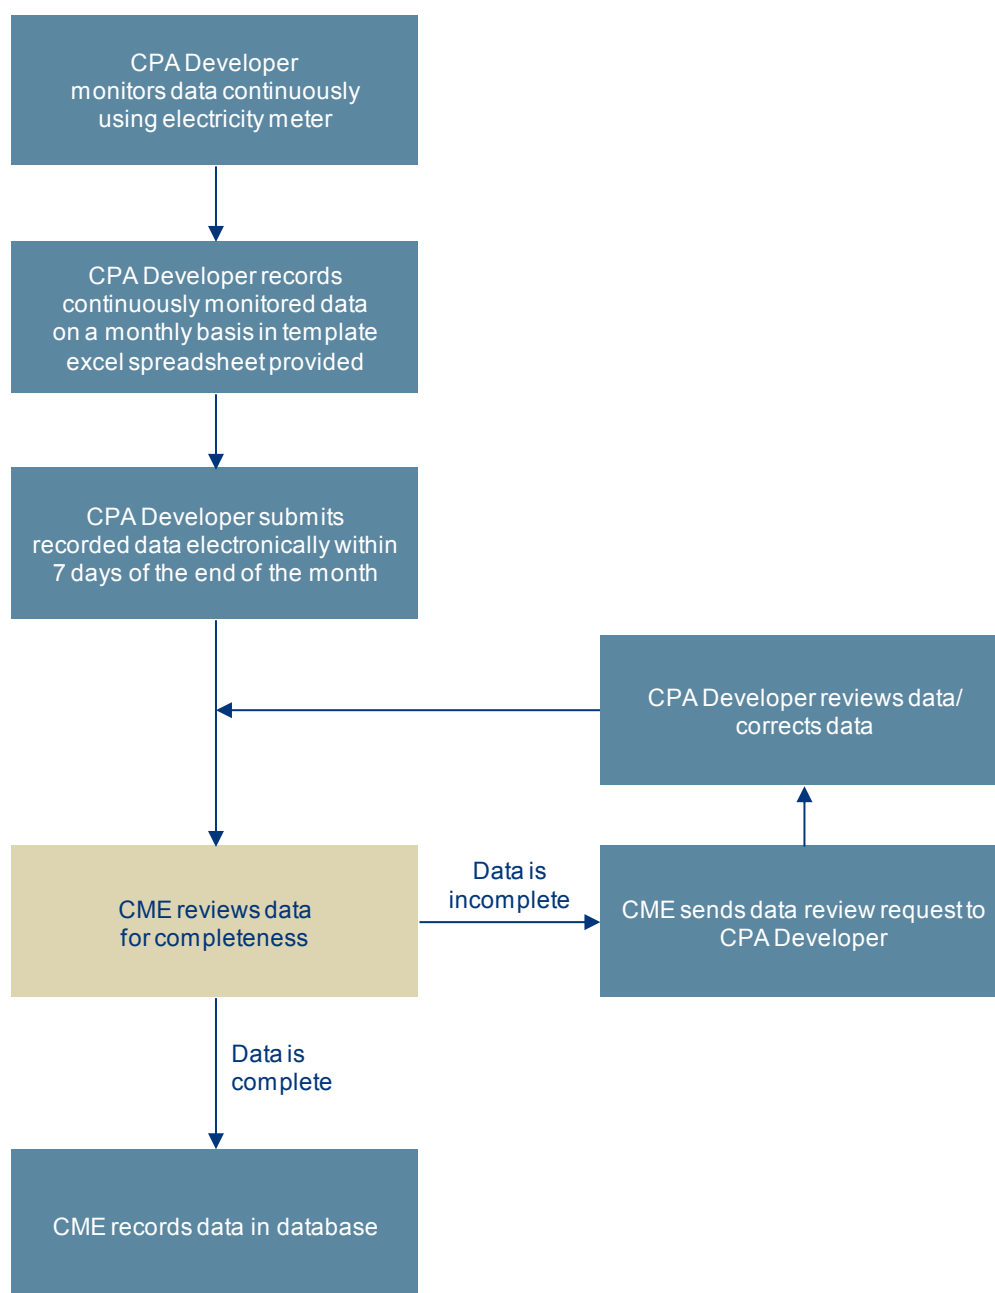 CPA Developer
monitors data continuously
using electricity meter
CPA Developer records
continuously monitored data
on a monthly basis in template
excel spreadsheet provided
CPA Developer submits
recorded data electronically within
7 days of the end of the month
CPA Developer reviews data/
corrects data
CME reviews data
for completeness
Data is
incomplete
CME sends data review request to
CPA Developer
Data is
complete
CME records data in database